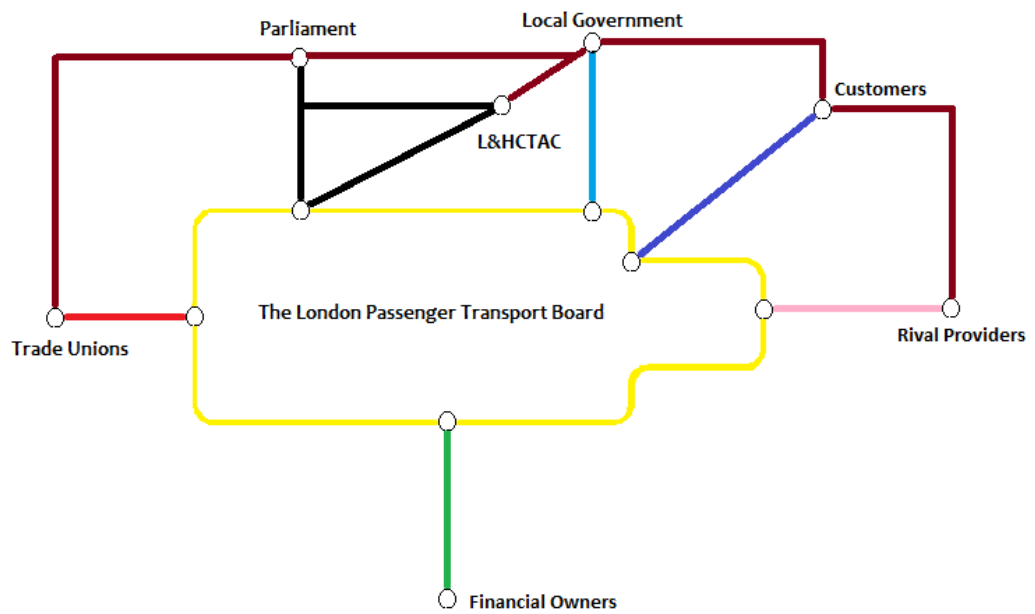 Local Government
Parliament
Customers
L&HCTAC
The London Passenger Transport Board
Rival Providers
Trade Unions
Financial Owners